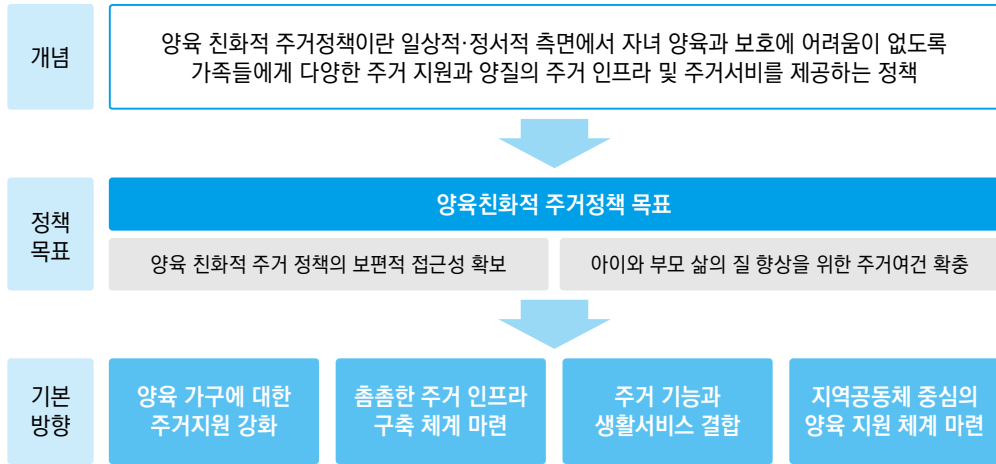 개념
양육 친화적 주거정책이란 일상적·정서적 측면에서 자녀 양육과 보호에 어려움이 없도록
가족들에게 다양한 주거 지원과 양질의 주거 인프라 및 주거서비를 제공하는 정책
정책
목표
양육친화적 주거정책 목표
양육 친화적 주거 정책의 보편적 접근성 확보
아이와 부모 삶의 질 향상을 위한 주거여건 확충
기본
방향
양육 가구에 대한
주거지원 강화
촘촘한 주거 인프라
구축 체계 마련
주거 기능과
생활서비스 결합
지역공동체 중심의
양육 지원 체계 마련